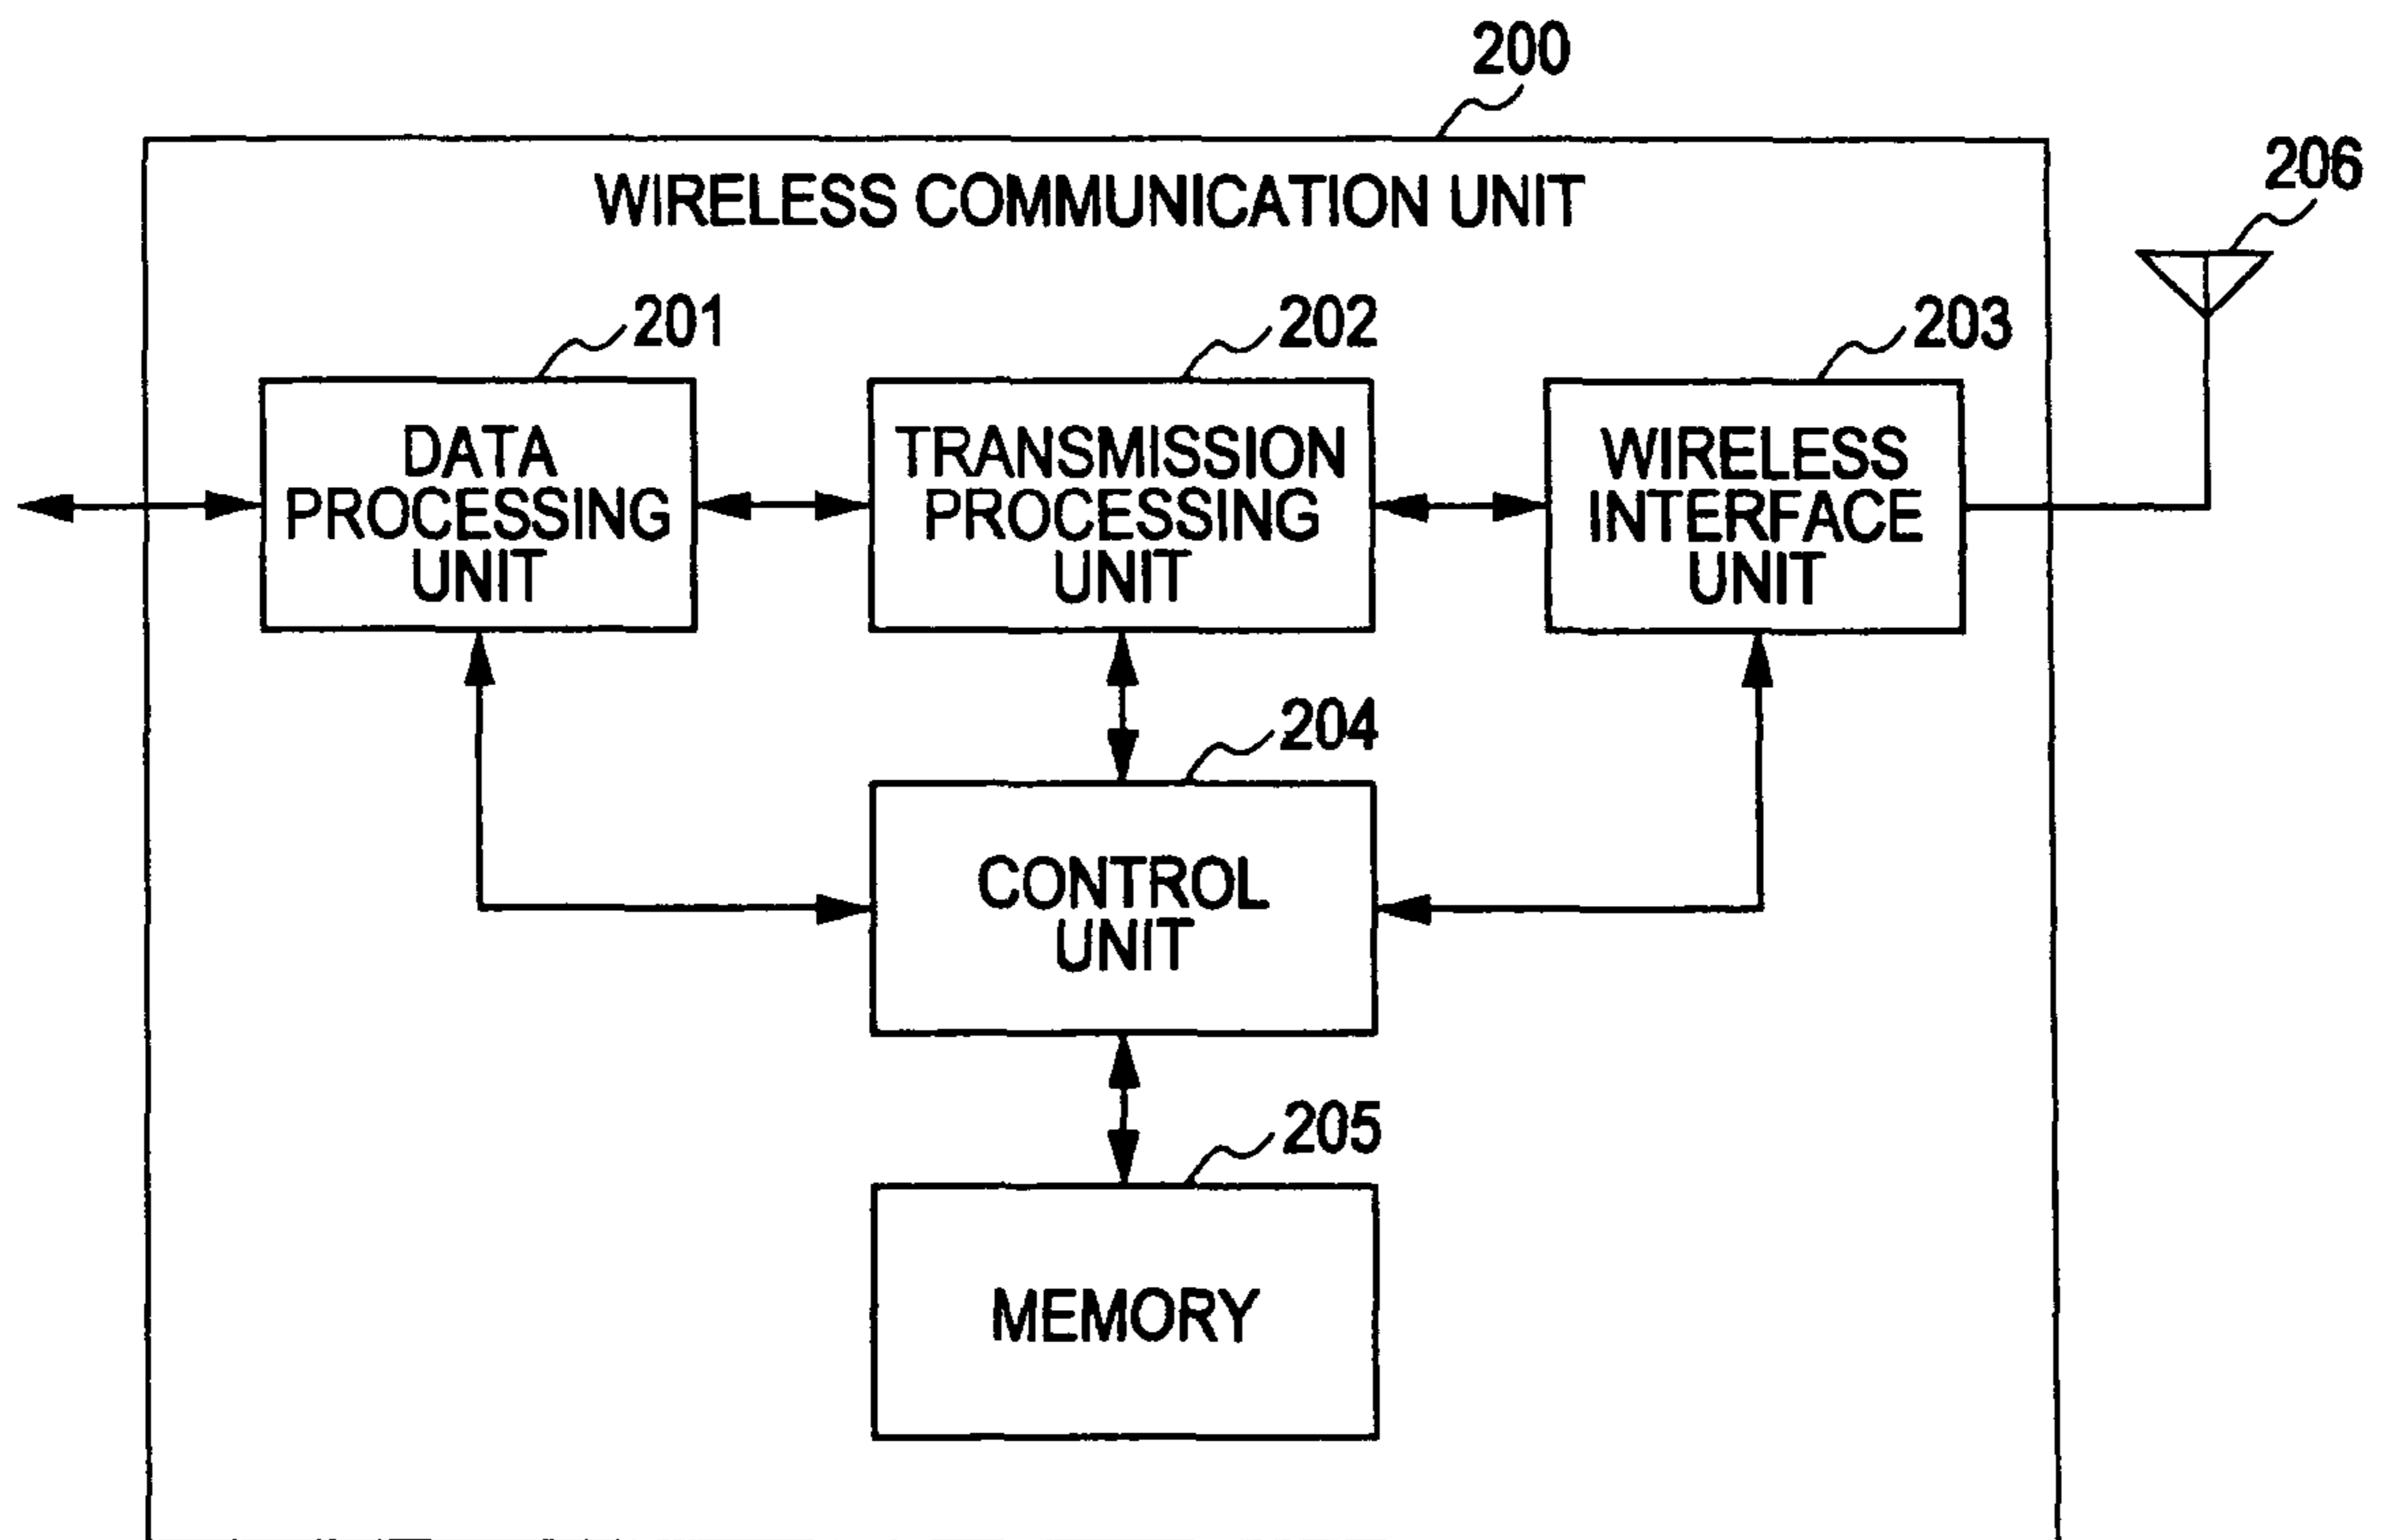 200
WIRELESS COMMUNICATION UNIT
206
201
202
203
DATA
PROCESSING
UNIT
TRANSMISSION
PROCESSING
UNIT
WIRELESS
INTERFACE
UNIT
204
CONTROL
UNIT
205
MEMORY